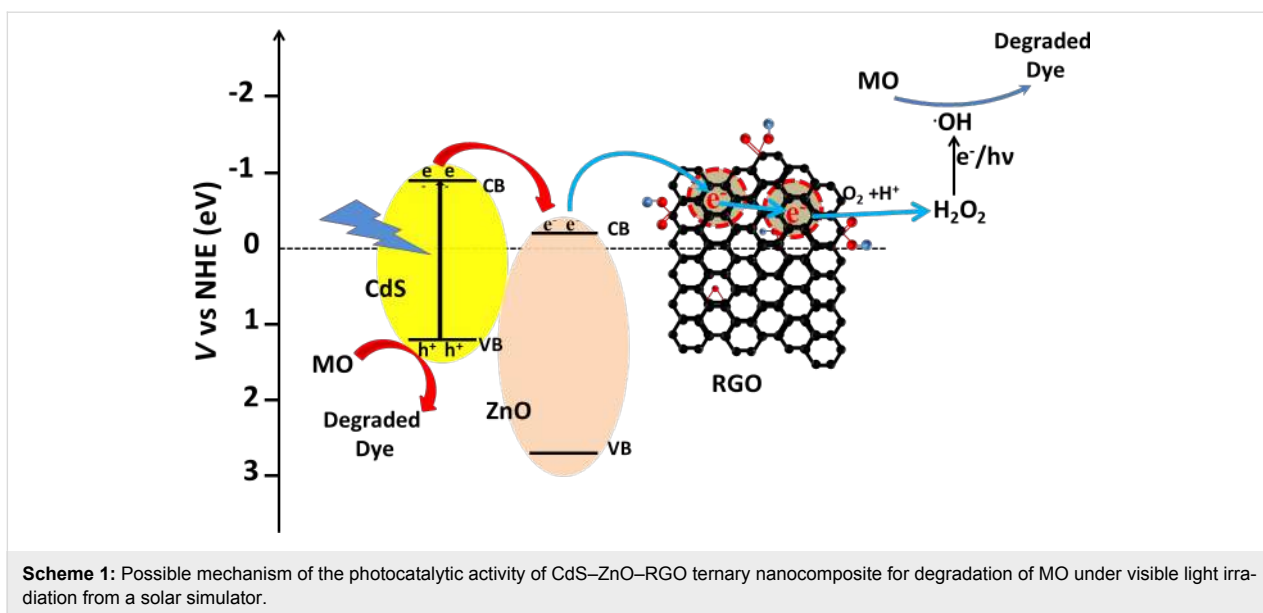 Degraded
Dye
MO
·OH
e⁻/hν
O₂ +H⁺
H₂O₂
V vs NHE (eV)
-2
-1
0
1
2
3
e⁻ e⁻
CB
CdS
h⁺ h⁺
VB
MO
Degraded
Dye
e⁻ e
CB
ZnO
VB
e⁻
e⁻
RGO
Scheme 1: Possible mechanism of the photocatalytic activity of CdS–ZnO–RGO ternary nanocomposite for degradation of MO under visible light irra-
diation from a solar simulator.